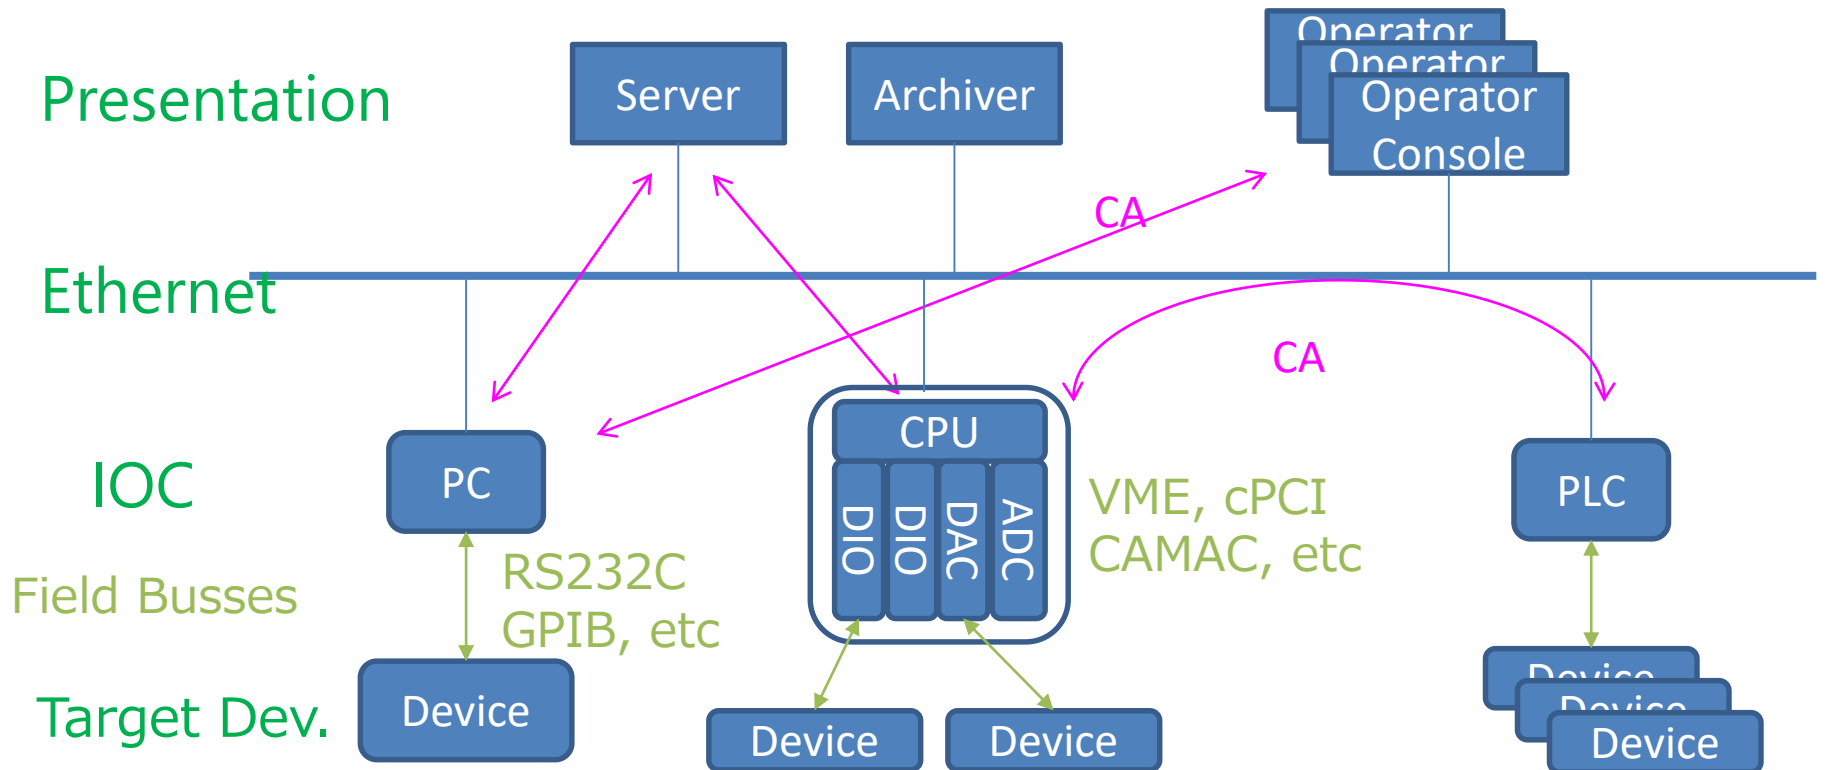 Presentation
Server
Archiver
Operator
Operator
Operator
Console
CA
Ethernet
CA
IOC
PC
CPU
DIO
DIO
DAC
ADC
VME, cPCI
CAMAC, etc
PLC
Field Busses
RS232C
GPIB, etc
Target Dev.
Device
Device
Device
Device
Device
Device